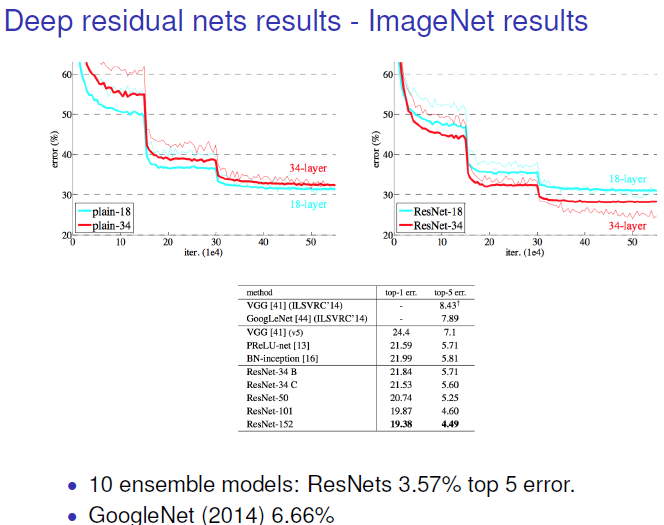 Deep residual nets results - ImageNet results
60
50
40
30
20
error (%)
0
10
20
30
40
50
iter. (1e4)
plain-18
plain-34
34-layer
18-layer
60
50
40
30
20
error (%)
0
10
20
30
40
50
iter. (1e4)
ResNet-18
ResNet-34
18-layer
34-layer
method top-1 err. top-5 err.
VGG [41] (ILSVRC'14) - 8.43†
GoogLeNet [44] (ILSVRC'14) - 7.89
VGG [41] (v5) 24.4 7.1
PReLU-net [13] 21.59 5.71
BN-inception [16] 21.99 5.81
ResNet-34 B 21.84 5.71
ResNet-34 C 21.53 5.60
ResNet-50 20.74 5.25
ResNet-101 19.87 4.60
ResNet-152 19.38 4.49
• 10 ensemble models: ResNets 3.57% top 5 error.
• GoogleNet (2014) 6.66%